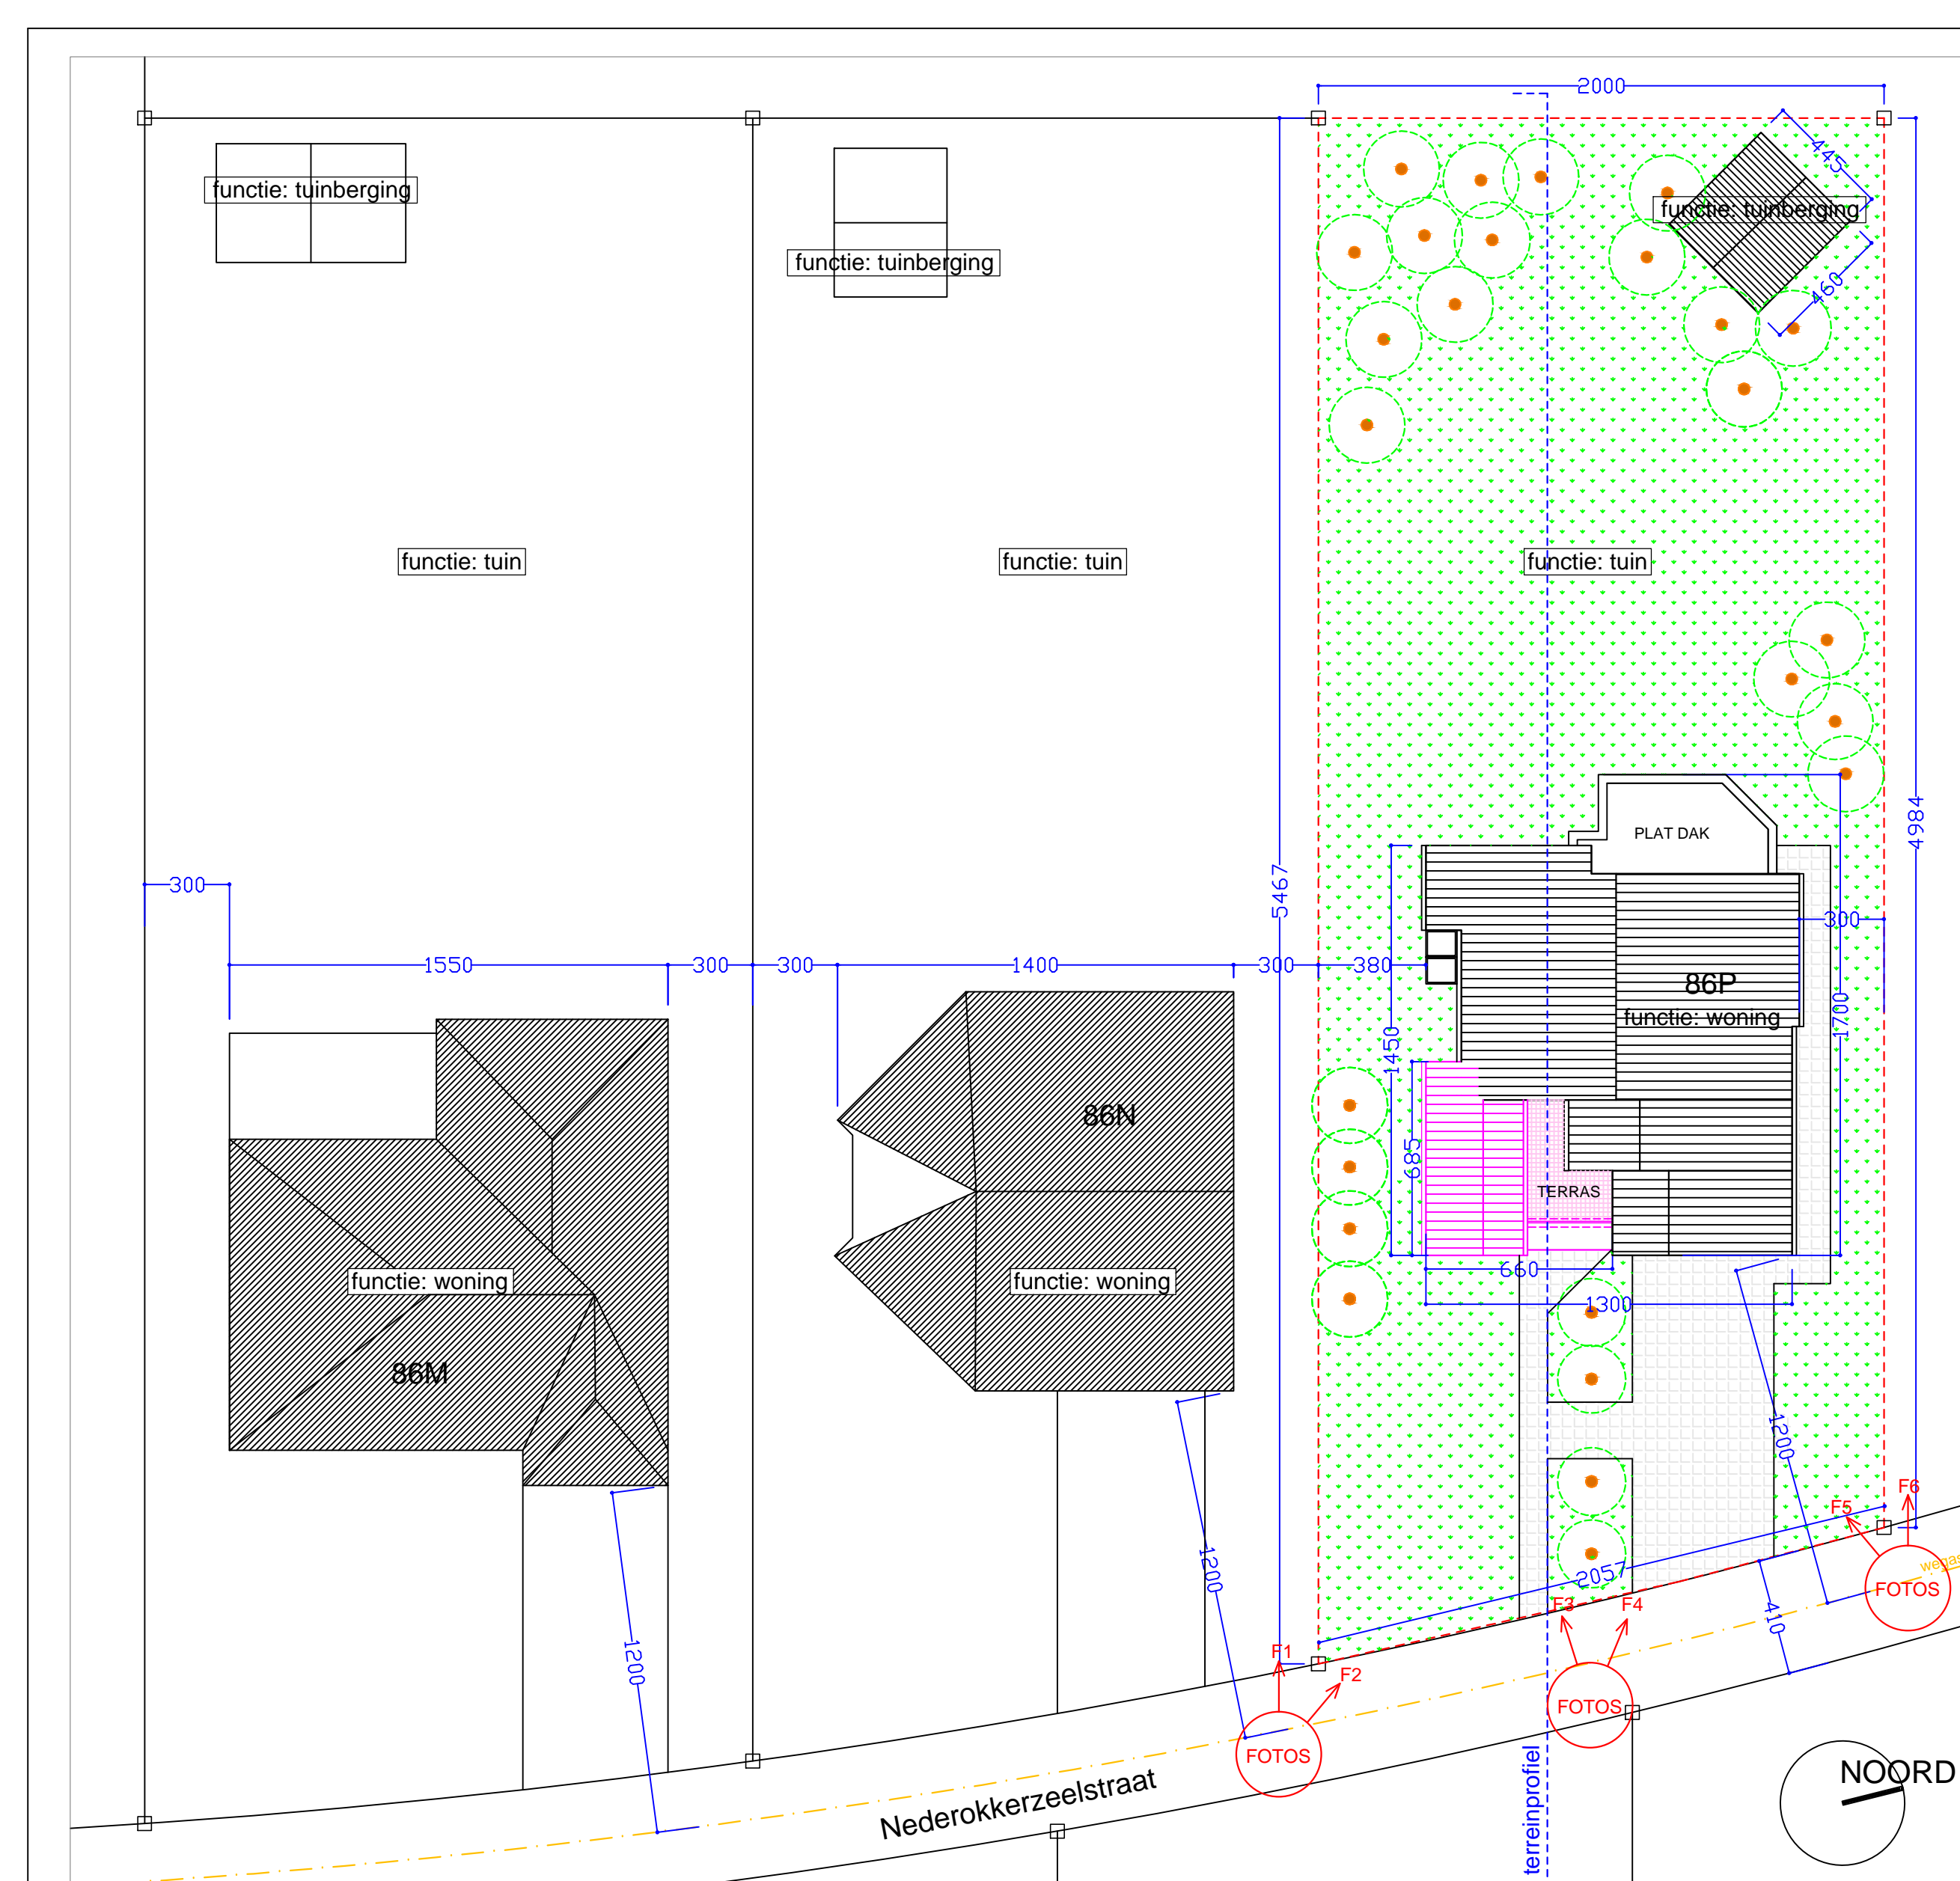 2000
functie: tuinberging
functie: tuinberging
functie: tuinberging
445
460
functie: tuin
functie: tuin
functie: tuin
4984
5467
PLAT DAK
300
300
1550
300
300
1400
300
380
86P
functie: woning
1700
1450
86N
685
TERRAS
660
1300
functie: woning
functie: woning
86M
1200
1200
1200
2057
410
F1
F2
F3
F4
F5
F6
FOTOS
FOTOS
FOTOS
Nederokkerzeelstraat
terreinprofiel
NOORD